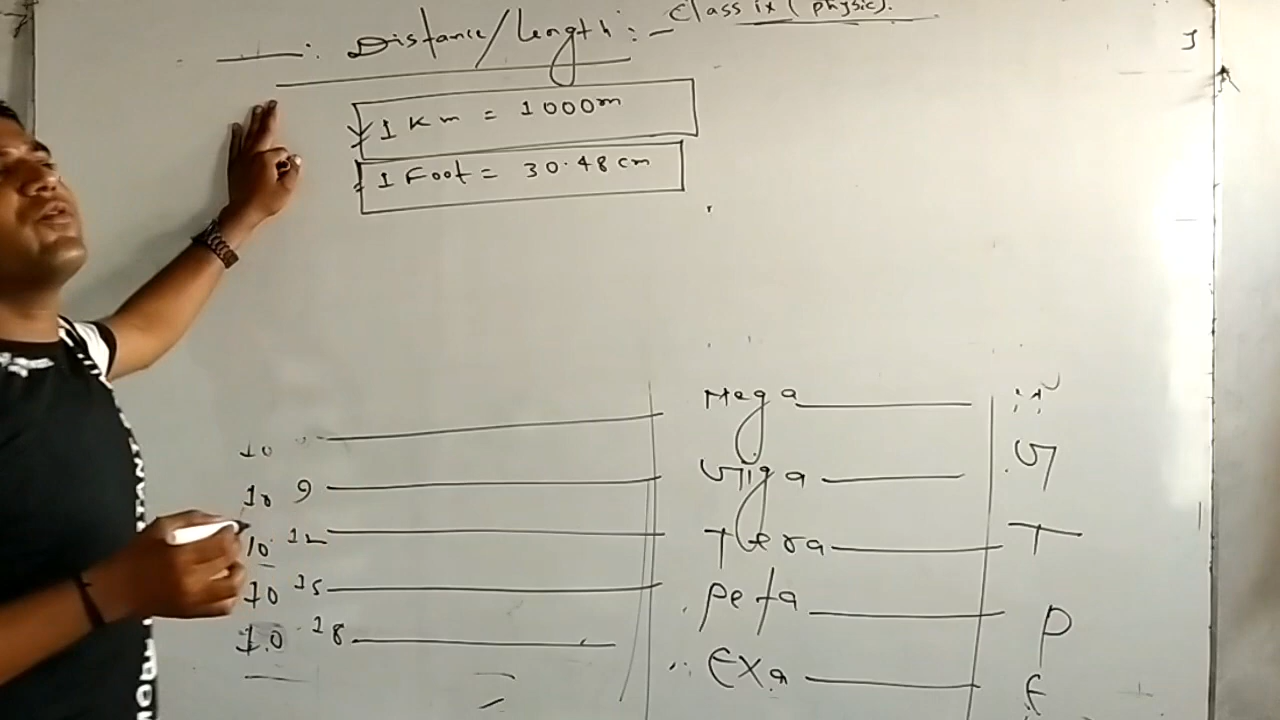 Class ix ( physic).
: Distance/Length : -
1 Km = 1000m
1 Foot = 30.48 cm
10 Mega
10 9 Giga G
10 12 Tera T
10 15 Peta P
10 18 Exa E